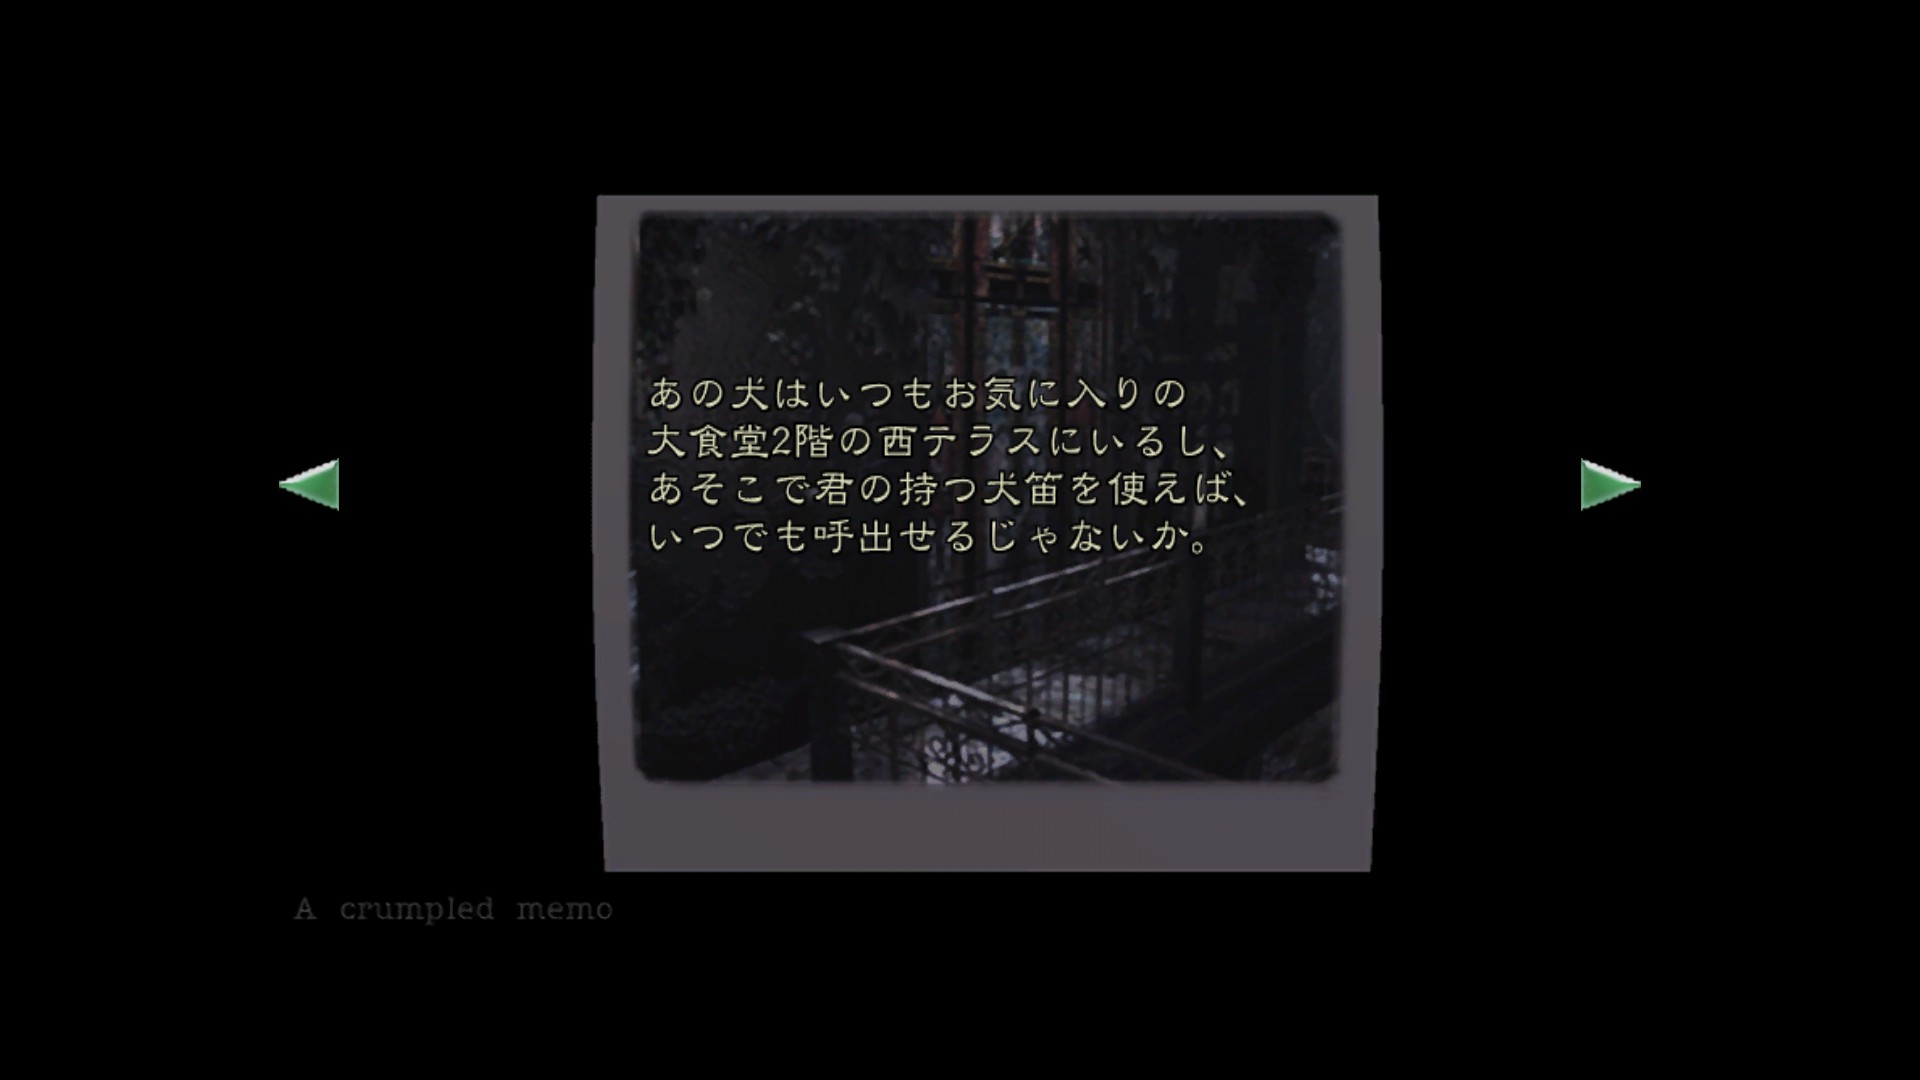 あの犬はいつもお気に入りの
大食堂2階の西テラスにいるし、
あそこで君の持つ犬笛を使えば、
いつでも呼出せるじゃないか。
A crumpled memo